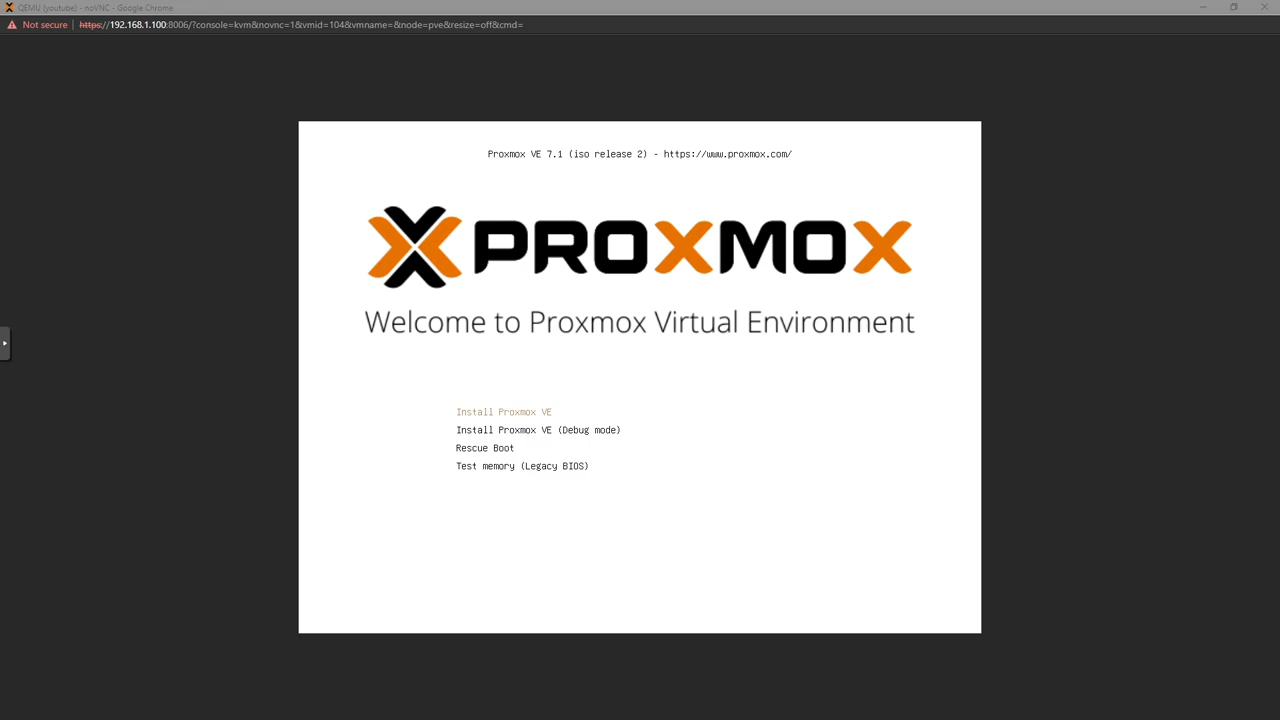 QEMU (youtube) - noVNC - Google Chrome
Not secure | https://192.168.1.100:8006/?console=kvm&novnc=1&vmid=104&vmname=&node=pve&resize=off&cmd=
Proxmox VE 7.1 (iso release 2) - https://www.proxmox.com/
PROXMOX
Welcome to Proxmox Virtual Environment
Install Proxmox VE
Install Proxmox VE (Debug mode)
Rescue Boot
Test memory (Legacy BIOS)